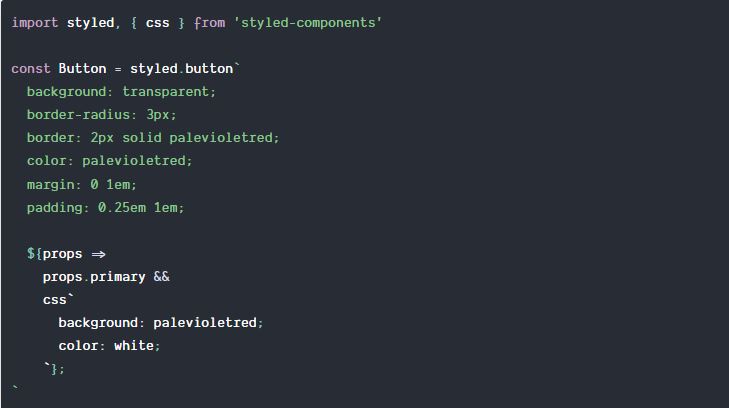 import styled, { css } from 'styled-components'

const Button = styled.button`
  background: transparent;
  border-radius: 3px;
  border: 2px solid palevioletred;
  color: palevioletred;
  margin: 0 1em;
  padding: 0.25em 1em;

  ${props =>
    props.primary &&
    css`
      background: palevioletred;
      color: white;
    `};
`